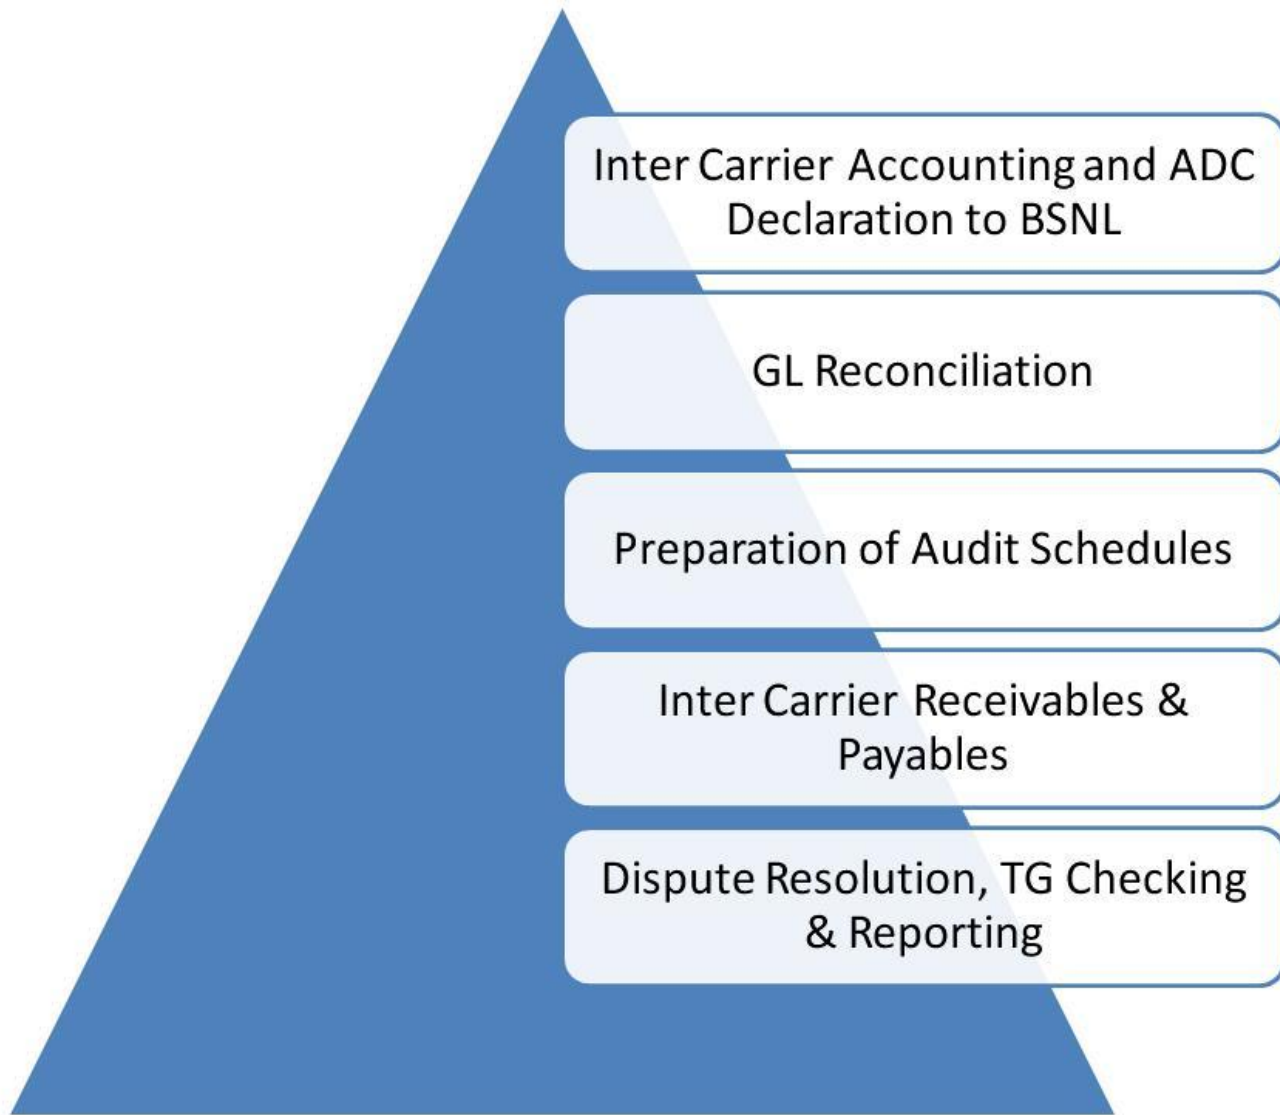 Inter Carrier Accounting and ADC
Declaration to BSNL
GL Reconciliation
Preparation of Audit Schedules
Inter Carrier Receivables &
Payables
Dispute Resolution, TG Checking
& Reporting